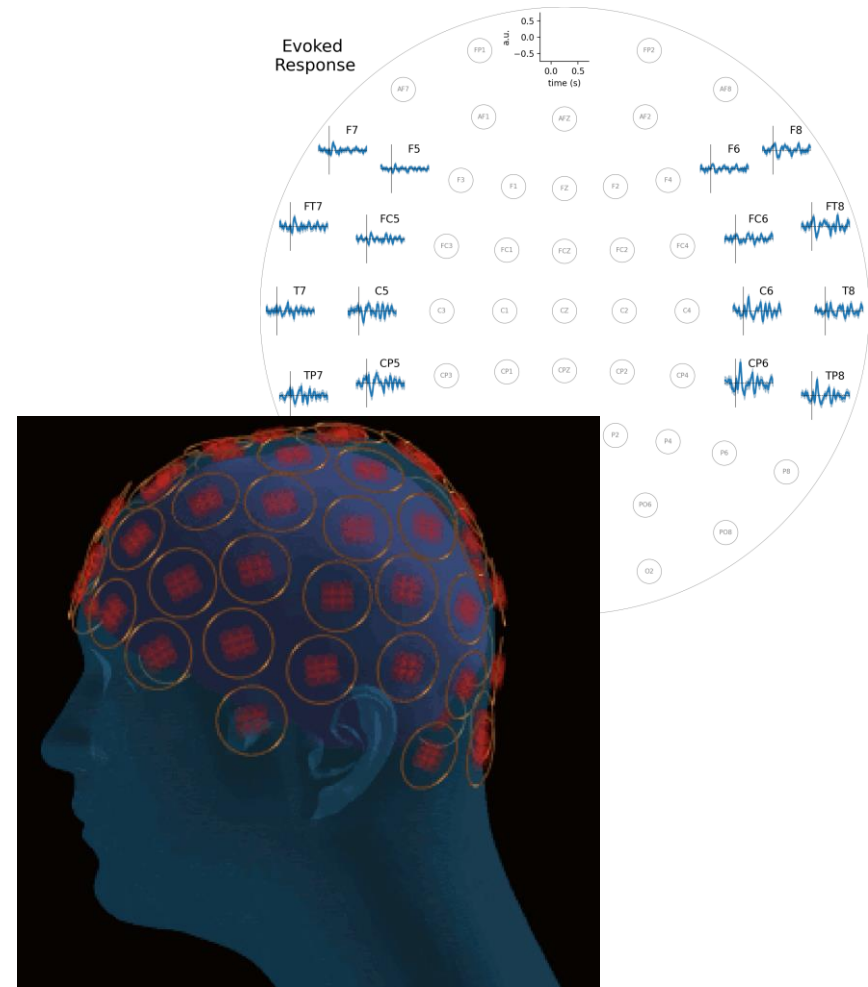 Evoked
Response
0.5
0.0
−0.5
a.u.
0.0 0.5
time (s)
FP1 FP2
AF7 AF8
AF1 AFZ AF2
F7 F5 F6 F8
F3 F1 FZ F2 F4
FT7 FC5 FC6 FT8
FC3 FC1 FCZ FC2 FC4
T7 C5 C6 T8
C3 C1 CZ C2 C4
TP7 CP5 CP6 TP8
CP3 CP1 CPZ CP2 CP4
P2 P4 P6 P8
PO6
PO8
O2